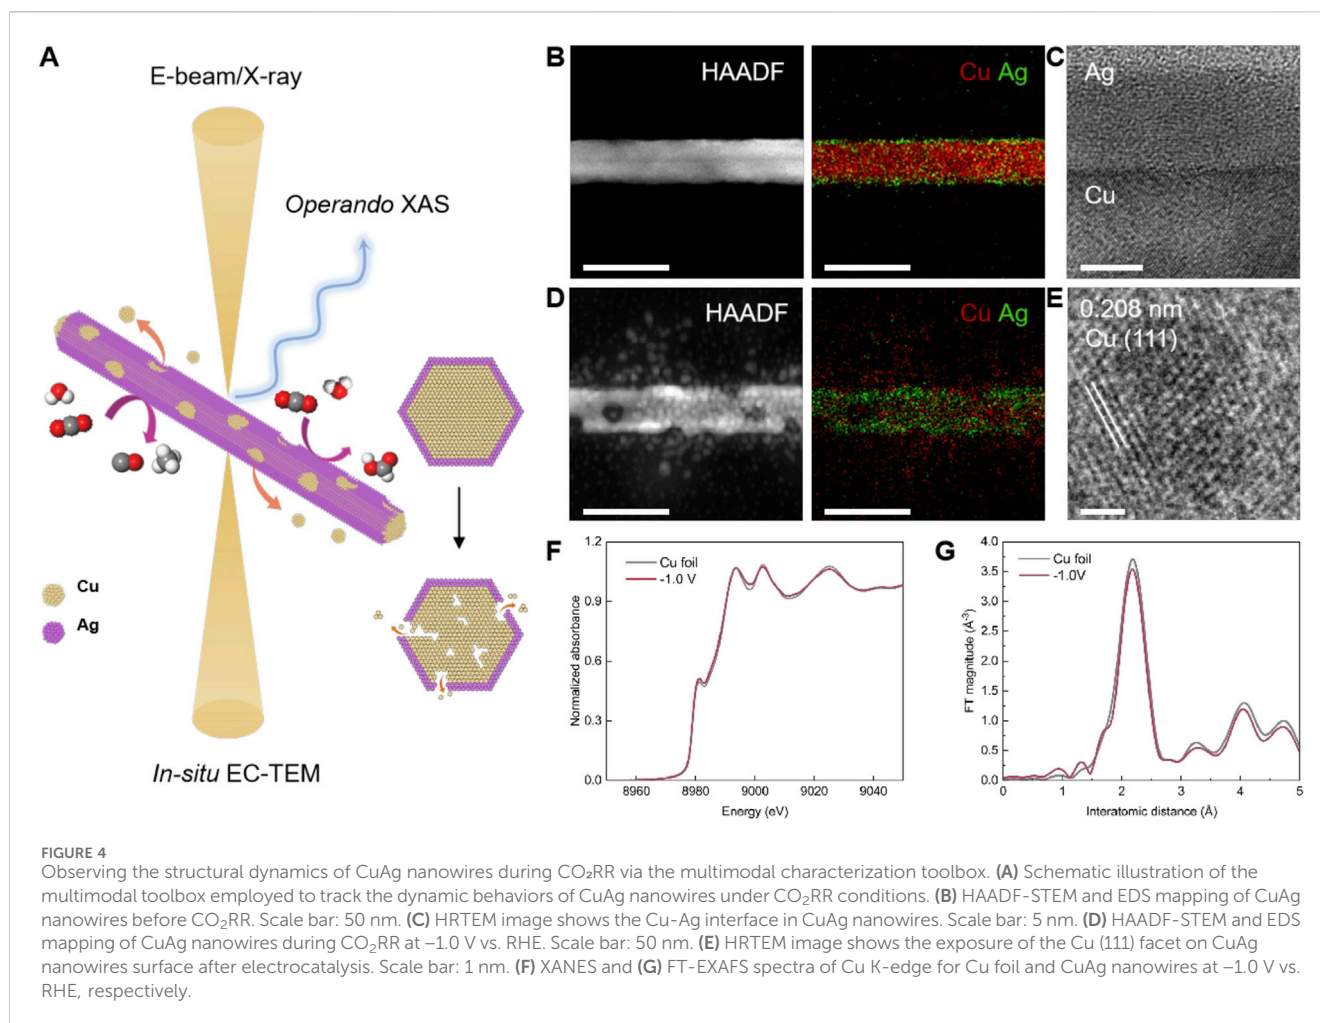 A
E-beam/X-ray
Operando XAS
Cu
Ag
In-situ EC-TEM
B
HAADF
Cu Ag
C
Ag
Cu
D
HAADF
Cu Ag
E
0.208 nm
Cu (111)
F
Cu foil
-1.0 V
1.2
0.9
0.6
0.3
0.0
Normalized absorbance
8960 8980 9000 9020 9040
Energy (eV)
G
Cu foil
-1.0V
4.0
3.5
3.0
2.5
2.0
1.5
1.0
0.5
0.0
FT magnitude (Å-³)
0 1 2 3 4 5
Interatomic distance (Å)
FIGURE 4
Observing the structural dynamics of CuAg nanowires during CO₂RR via the multimodal characterization toolbox. (A) Schematic illustration of the
multimodal toolbox employed to track the dynamic behaviors of CuAg nanowires under CO₂RR conditions. (B) HAADF-STEM and EDS mapping of CuAg
nanowires before CO₂RR. Scale bar: 50 nm. (C) HRTEM image shows the Cu-Ag interface in CuAg nanowires. Scale bar: 5 nm. (D) HAADF-STEM and EDS
mapping of CuAg nanowires during CO₂RR at –1.0 V vs. RHE. Scale bar: 50 nm. (E) HRTEM image shows the exposure of the Cu (111) facet on CuAg
nanowires surface after electrocatalysis. Scale bar: 1 nm. (F) XANES and (G) FT-EXAFS spectra of Cu K-edge for Cu foil and CuAg nanowires at –1.0 V vs.
RHE, respectively.